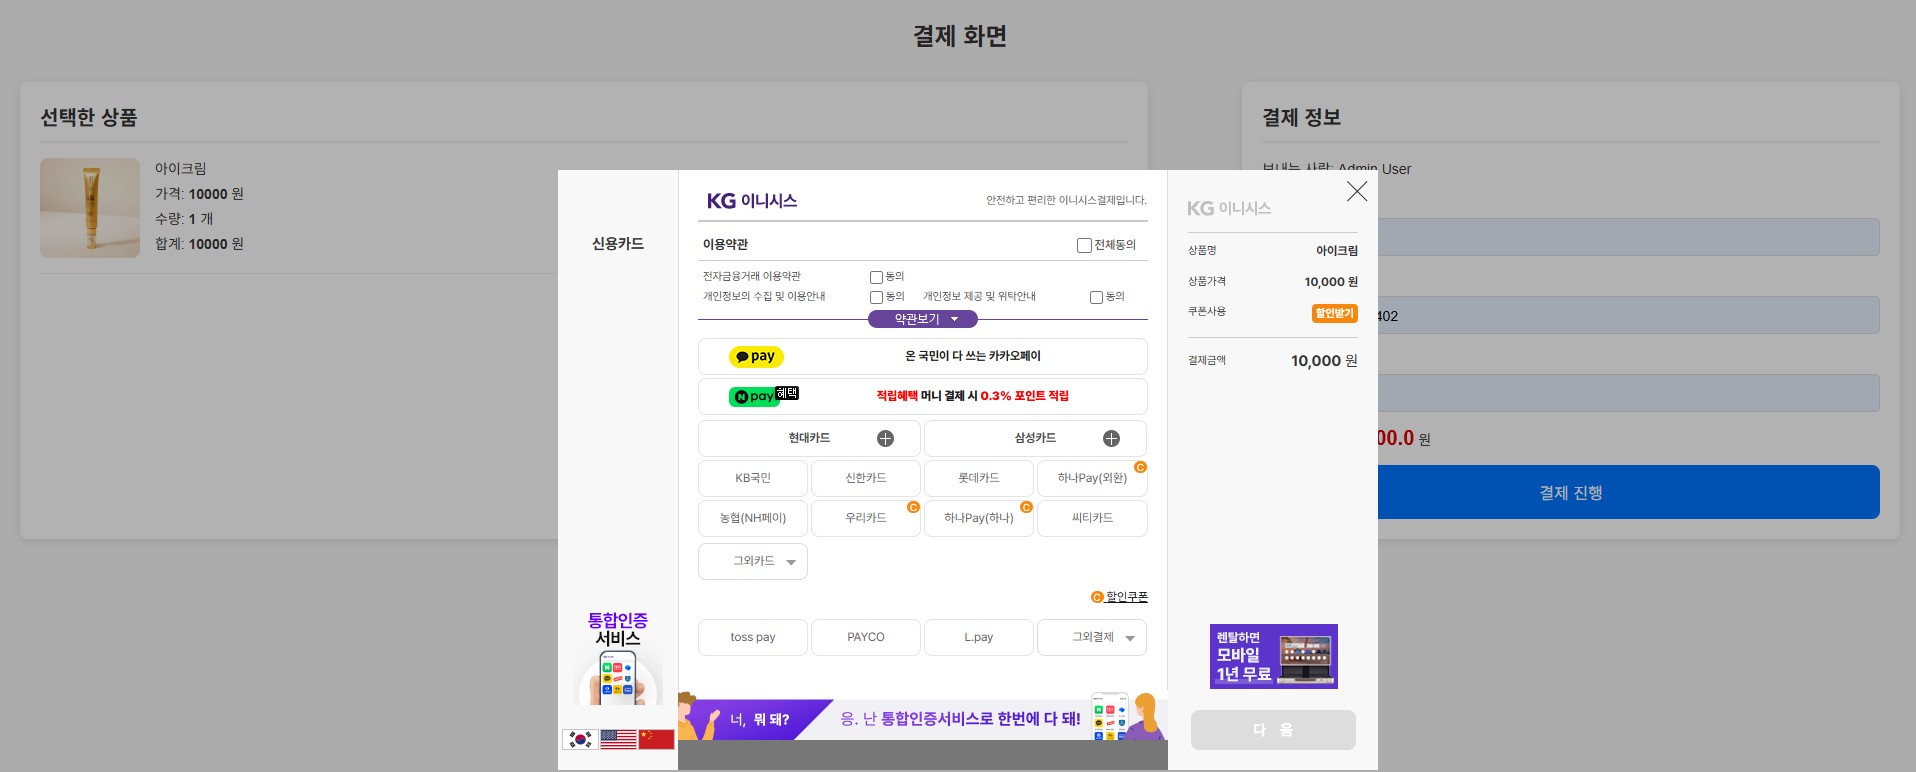 결제 화면
선택한 상품
아이크림
가격: 10000 원
수량: 1 개
합계: 10000 원
결제 정보
보내는 사람: Admin User
402
00.0 원
결제 진행
신용카드
통합인증
서비스
KG 이니시스
안전하고 편리한 이니시스결제입니다.
이용약관
전체동의
전자금융거래 이용약관
동의
개인정보의 수집 및 이용안내
동의
개인정보 제공 및 위탁안내
동의
약관보기
pay
온 국민이 다 쓰는 카카오페이
N pay 혜택
적립혜택 머니 결제 시 0.3% 포인트 적립
현대카드
삼성카드
KB국민
신한카드
롯데카드
하나Pay(외환)
C
농협(NH페이)
우리카드
C
하나Pay(하나)
C
씨티카드
그외카드
C 할인쿠폰
toss pay
PAYCO
L.pay
그외결제
너, 뭐 돼?
응. 난 통합인증서비스로 한번에 다 돼!
KG 이니시스
상품명
아이크림
상품가격
10,000 원
쿠폰사용
할인받기
결제금액
10,000 원
렌탈하면
모바일
1년 무료
다 음